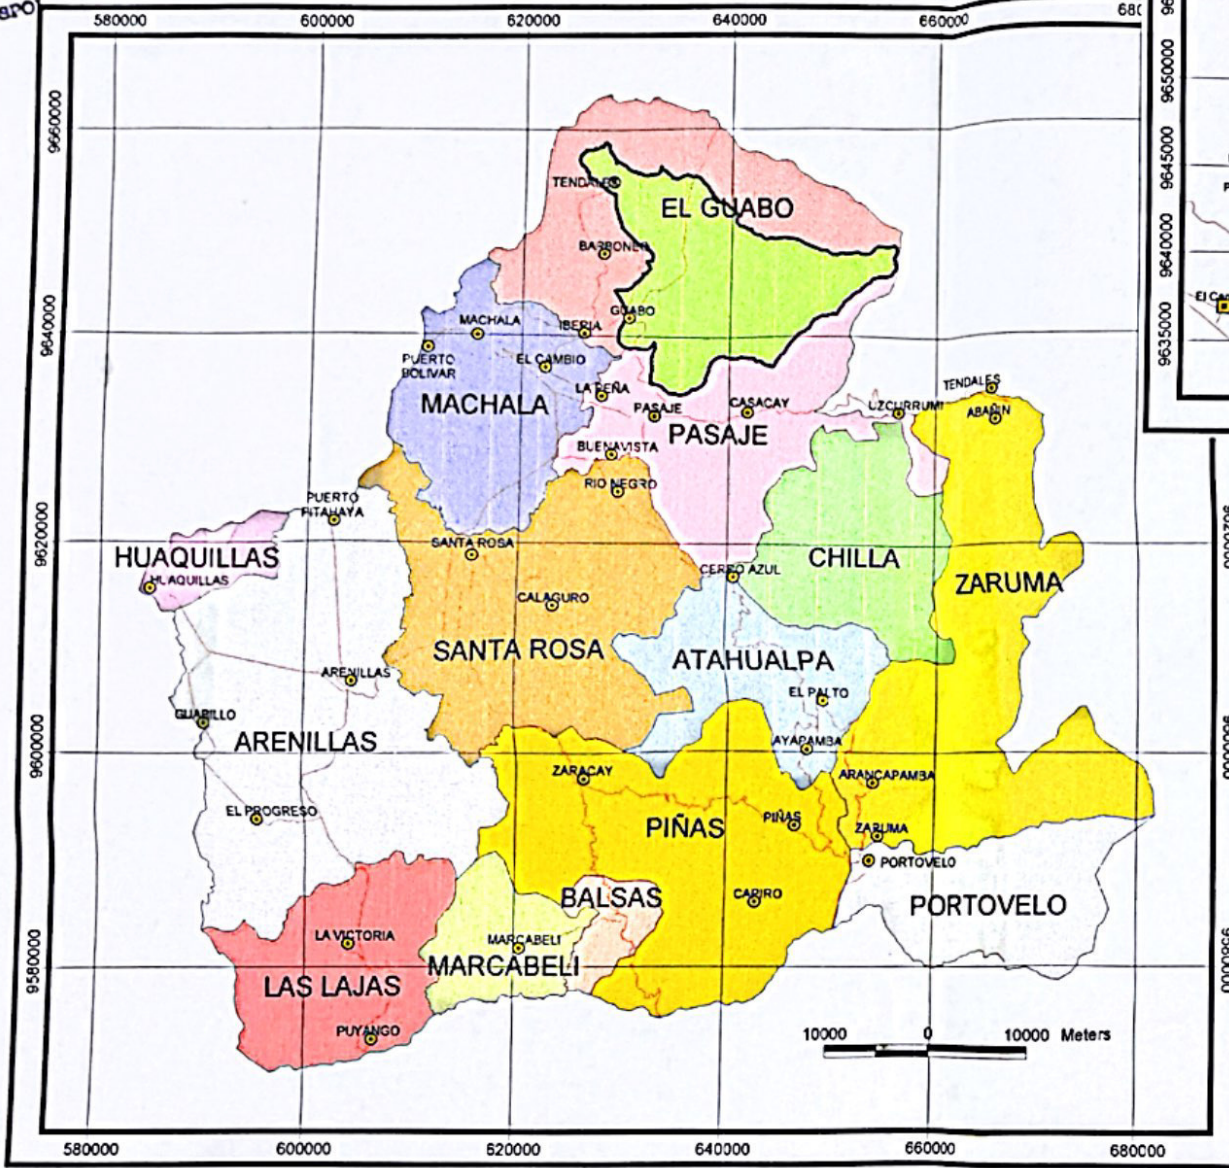 580000 600000 620000 640000 660000
9660000
9650000
9645000
TENDALES
EL GUABO
BARBONES
9640000
9640000
GUABO
MACHALA
IBERIA
9635000
PUERTO
BOLIVAR
EL CAMBIO
LA PEÑA
TENDALES
MACHALA
PASAJE
CASACAY
UZCURRUMI
ABAÑIN
PASAJE
BUENAVISTA
RIO NEGRO
PUERTO
PITAHAYA
9620000
SANTA ROSA
HUAQUILLAS
CHILLA
HUAQUILLAS
CERRO AZUL
ZARUMA
CALAGURO
SANTA ROSA
ATAHUALPA
ARENILLAS
EL PALTO
ARENILLAS
AYAPAMBA
9600000
ZARACAY
ARANCAPAMBA
EL PROGRESO
PIÑAS
PIÑAS
ZARUMA
PORTOVELO
BALSAS
CAPIRO
PORTOVELO
LA VICTORIA
MARCABELI
9580000
MARCABELI
LAS LAJAS
PUYANGO
10000 0 10000 Meters
580000 600000 620000 640000 660000 680000